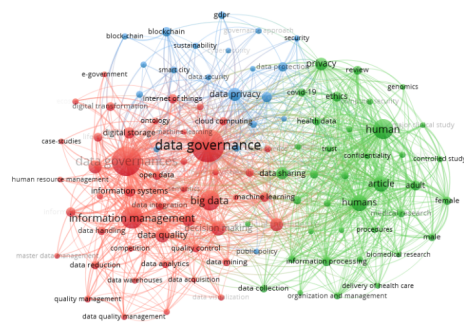 gdpr
blockchain
blockchain
security
sustainability
privacy
review
data protection
smart city
e-government
data security
genomics
covid-19
ethics
data privacy
internet of things
digital transformation
ontology
cloud computing
health data
human
digital storage
case-studies
data governance
trust
confidentiality
controlled study
data governances
open data
data sharing
human resource management
information systems
article
adult
machine learning
big data
humans
female
data integration
information management
medical research
decision making
procedures
data handling
data quality
male
competition
quality control
public policy
biomedical research
master data management
data reduction
data analytics
data mining
information processing
data warehouses
data acquisition
delivery of health care
data collection
organization and management
quality management
data quality management